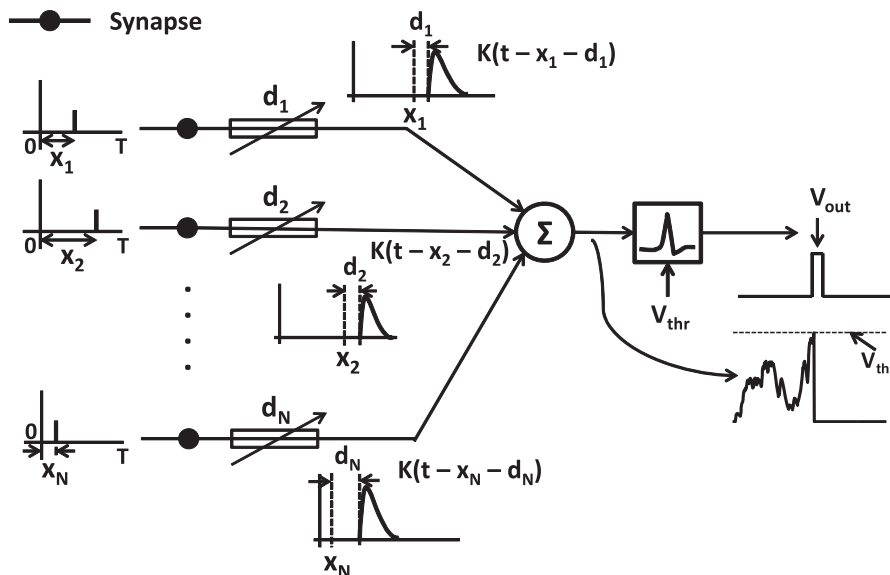 Synapse
d1
K(t – x1 – d1)
x1
0
x1
T
d1
0
x2
T
d2
K(t – x2 – d2)
d2
x2
Σ
Vthr
Vout
Vth
0
xN
T
dN
dN
K(t – xN – dN)
xN